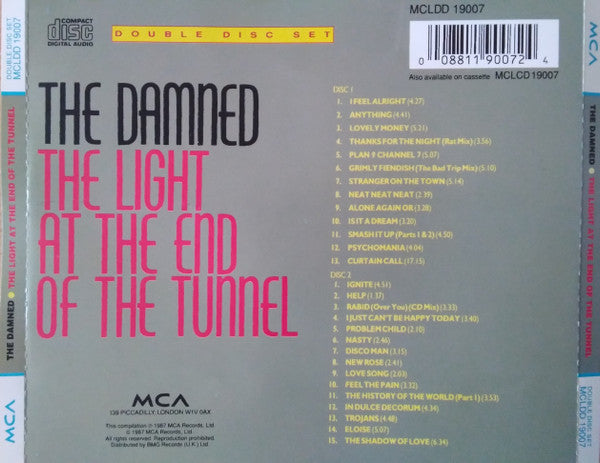 COMPACT
disc
DIGITAL AUDIO
DOUBLE DISC SET
MCLDD 19007
0 08811 90072 4
Also available on cassette MCLCD 19007
THE DAMNED
THE LIGHT
AT THE END
OF THE TUNNEL
DISC 1
1. I FEEL ALRIGHT (4.27)
2. ANYTHING (4.41)
3. LOVELY MONEY (5.21)
4. THANKS FOR THE NIGHT (Rat Mix) (3.56)
5. PLAN 9 CHANNEL 7 (5.07)
6. GRIMLY FIENDISH (The Bad Trip Mix) (5.10)
7. STRANGER ON THE TOWN (5.14)
8. NEAT NEAT NEAT (2.39)
9. ALONE AGAIN OR (3.28)
10. IS IT A DREAM (3.20)
11. SMASH IT UP (Parts 1 & 2) (4.50)
12. PSYCHOMANIA (4.04)
13. CURTAIN CALL (17.15)
DISC 2
1. IGNITE (4.51)
2. HELP (1.37)
3. RABID (Over You) (CD Mix) (3.33)
4. I JUST CAN'T BE HAPPY TODAY (3.40)
5. PROBLEM CHILD (2.10)
6. NASTY (2.46)
7. DISCO MAN (3.15)
8. NEW ROSE (2.41)
9. LOVE SONG (2.03)
10. FEEL THE PAIN (3.32)
11. THE HISTORY OF THE WORLD (Part 1) (3.53)
12. IN DULCE DECORUM (4.34)
13. TROJANS (4.48)
14. ELOISE (5.07)
15. THE SHADOW OF LOVE (6.34)
MCA
139 PICCADILLY, LONDON W1V 0AX
This compilation ℗ 1987 MCA Records, Ltd.
© 1987 MCA Records, Ltd.
All rights reserved. Reproduction prohibited.
Distributed by BMG Records (U.K.) Ltd.
MCA THE DAMNED ● THE LIGHT AT THE END OF THE TUNNEL DOUBLE DISC SET
MCLDD 19007
MCA THE DAMNED ● THE LIGHT AT THE END OF THE TUNNEL DOUBLE DISC SET
MCLDD 19007